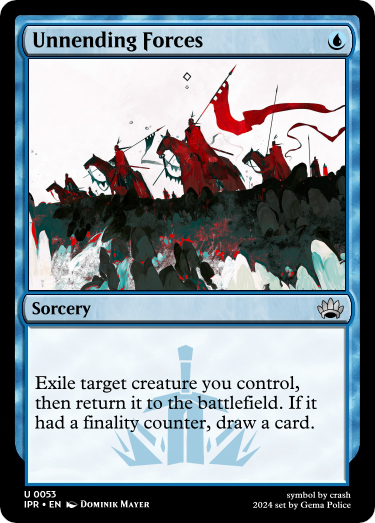 Unnending Forces
Sorcery
Exile target creature you control,
then return it to the battlefield. If it
had a finality counter, draw a card.
U 0053
IPR • EN Dominik Mayer
symbol by crash
2024 set by Gema Police